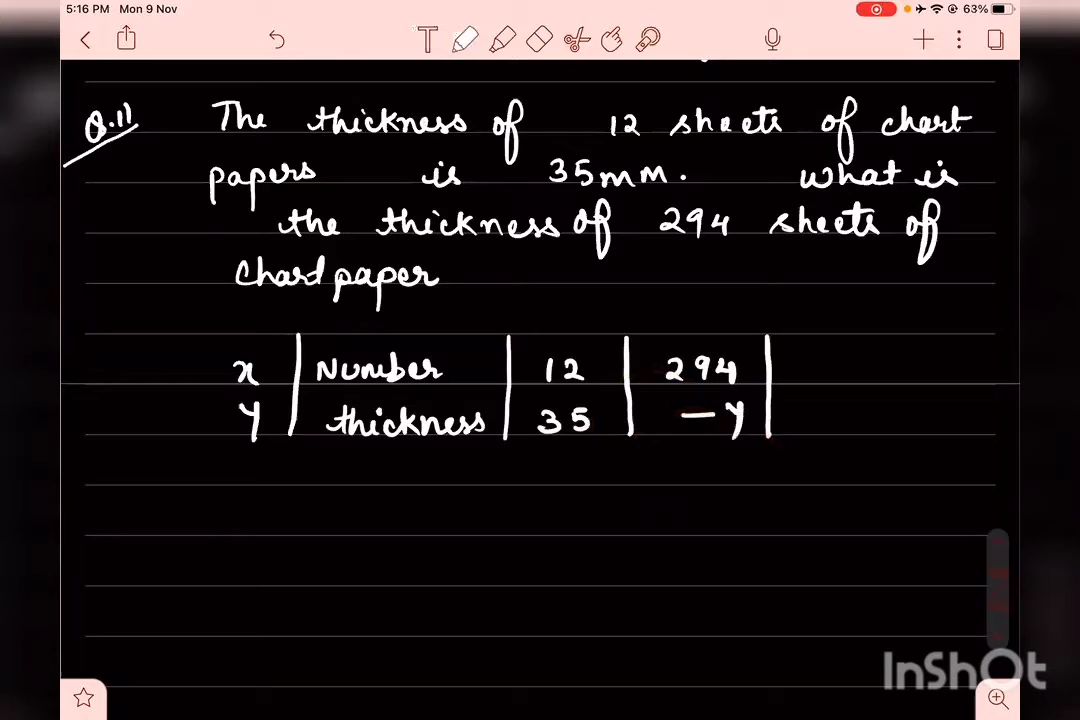 5:16 PM Mon 9 Nov
63%
T
Q.11 The thickness of 12 sheets of chart
papers is 35mm. what is
the thickness of 294 sheets of
chart paper
x Number 12 294
y thickness 35 — y
InShOt